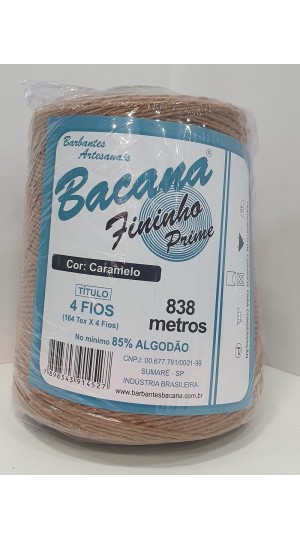 Barbantes
Artesanais
Bacana®
Fininho
Prime
Cor: Caramelo
TÍTULO
4 FIOS
(164 Tex X 4 Fios)
838
metros
No mínimo 85% ALGODÃO
CNPJ: 00.677.791/0001-99
SUMARÉ - SP
INDÚSTRIA BRASILEIRA
www.barbantesbacana.com.br
7896543914527